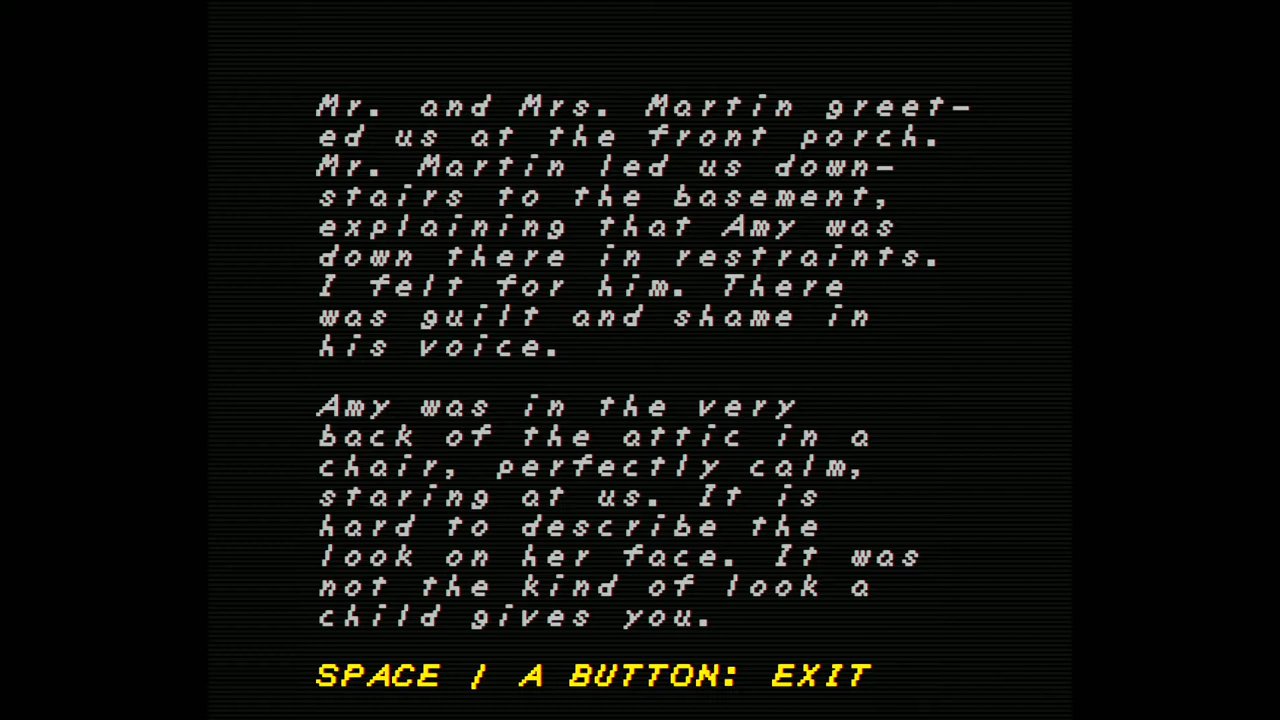 Mr. and Mrs. Martin greet-
ed us at the front porch.
Mr. Martin led us down-
stairs to the basement,
explaining that Amy was
down there in restraints.
I felt for him. There
was guilt and shame in
his voice.
Amy was in the very
back of the attic in a
chair, perfectly calm,
staring at us. It is
hard to describe the
look on her face. It was
not the kind of look a
child gives you.
SPACE / A BUTTON: EXIT